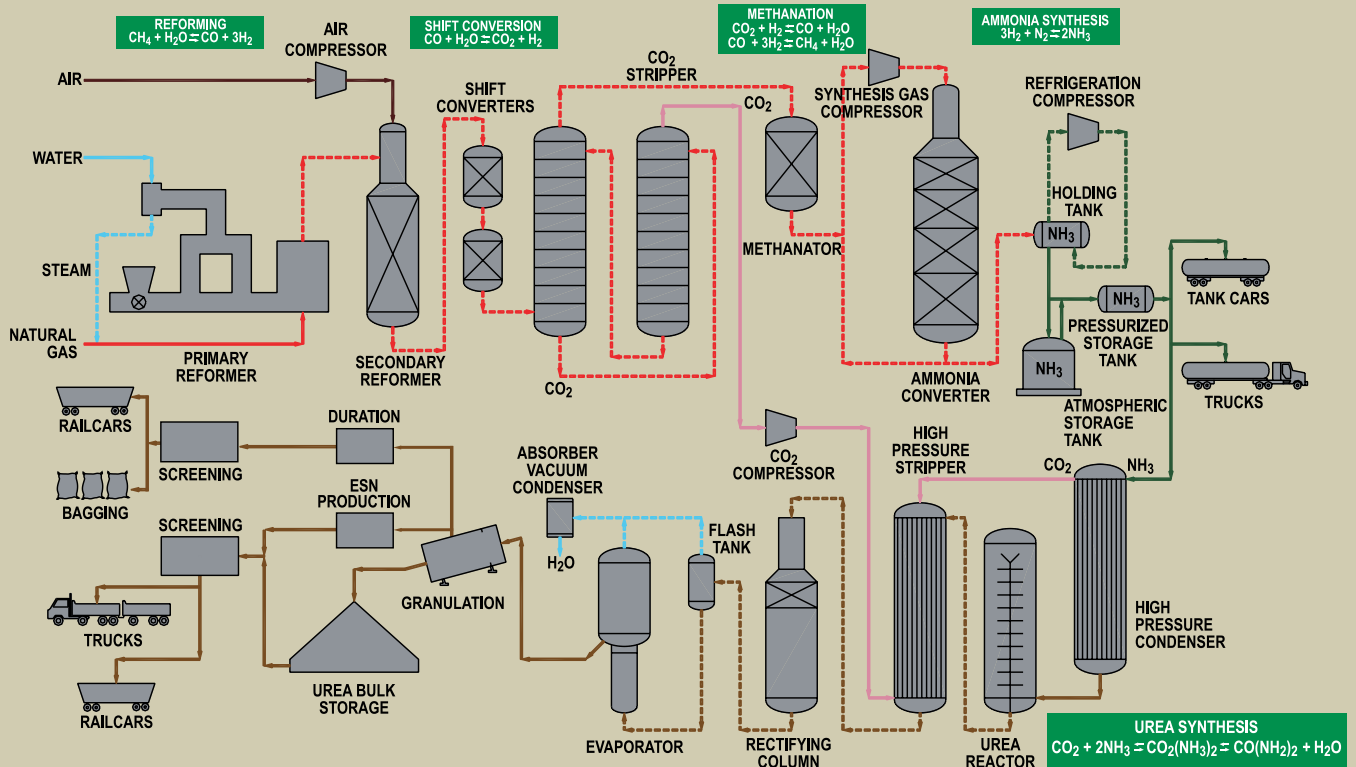 REFORMING
CH₄ + H₂O ⇌ CO + 3H₂
SHIFT CONVERSION
CO + H₂O ⇌ CO₂ + H₂
METHANATION
CO₂ + H₂ ⇌ CO + H₂O
CO + 3H₂ ⇌ CH₄ + H₂O
AMMONIA SYNTHESIS
3H₂ + N₂ ⇌ 2NH₃
AIR
COMPRESSOR
AIR
WATER
STEAM
NATURAL
GAS
PRIMARY
REFORMER
SECONDARY
REFORMER
SHIFT
CONVERTERS
CO₂
STRIPPER
CO₂
CO₂
METHANATOR
SYNTHESIS GAS
COMPRESSOR
AMMONIA
CONVERTER
REFRIGERATION
COMPRESSOR
HOLDING
TANK
NH₃
NH₃
PRESSURIZED
STORAGE
TANK
NH₃
ATMOSPHERIC
STORAGE
TANK
TANK CARS
TRUCKS
RAILCARS
BAGGING
SCREENING
DURATION
ESN
PRODUCTION
SCREENING
TRUCKS
RAILCARS
UREA BULK
STORAGE
GRANULATION
ABSORBER
VACUUM
CONDENSER
H₂O
FLASH
TANK
EVAPORATOR
RECTIFYING
COLUMN
CO₂
COMPRESSOR
HIGH
PRESSURE
STRIPPER
CO₂
NH₃
UREA
REACTOR
HIGH
PRESSURE
CONDENSER
UREA SYNTHESIS
CO₂ + 2NH₃ ⇌ CO₂(NH₃)₂ ⇌ CO(NH₂)₂ + H₂O